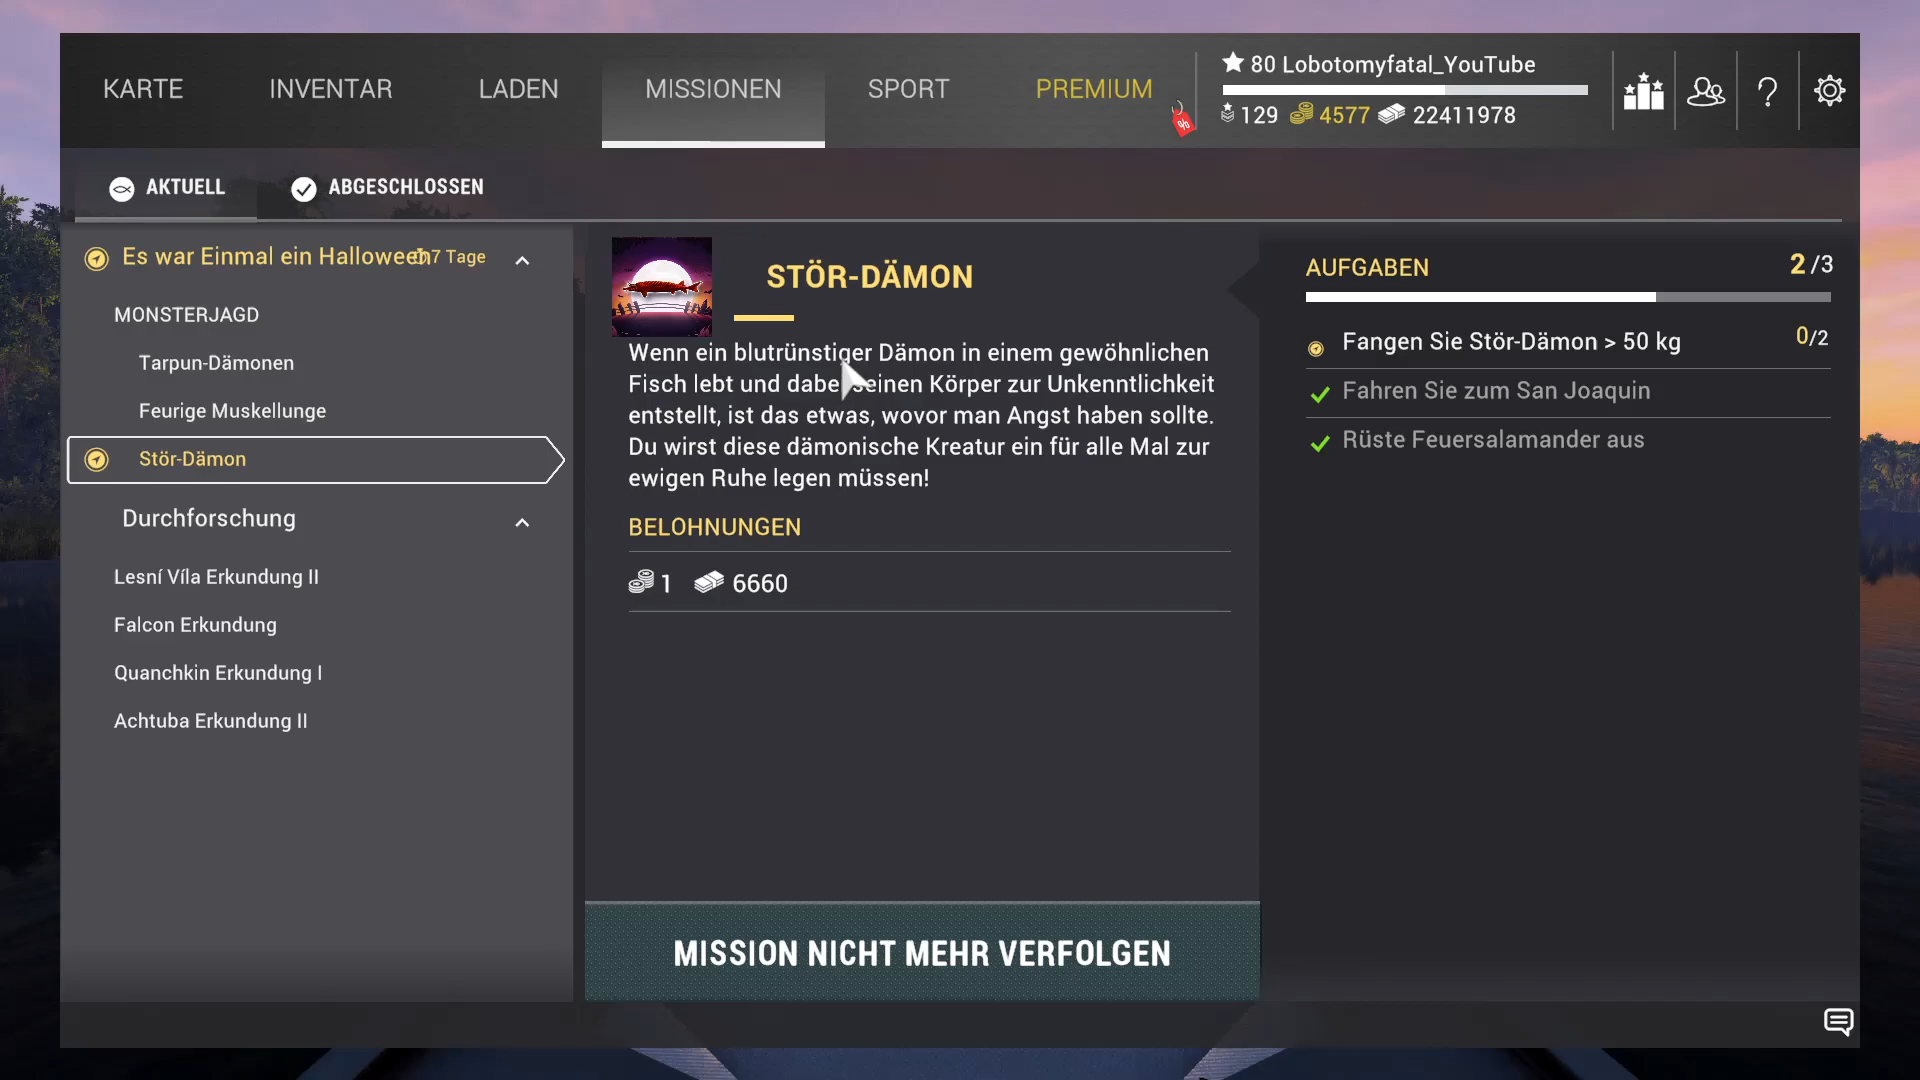 KARTE INVENTAR LADEN MISSIONEN SPORT PREMIUM
80 Lobotomyfatal_YouTube
129 4577 22411978
%
?
AKTUELL ABGESCHLOSSEN
Es war Einmal ein Halloween 7 Tage
MONSTERJAGD
Tarpun-Dämonen
Feurige Muskellunge
Stör-Dämon
Durchforschung
Lesní Víla Erkundung II
Falcon Erkundung
Quanchkin Erkundung I
Achtuba Erkundung II
STÖR-DÄMON
Wenn ein blutrünstiger Dämon in einem gewöhnlichen
Fisch lebt und dabei seinen Körper zur Unkenntlichkeit
entstellt, ist das etwas, wovor man Angst haben sollte.
Du wirst diese dämonische Kreatur ein für alle Mal zur
ewigen Ruhe legen müssen!
BELOHNUNGEN
1 6660
MISSION NICHT MEHR VERFOLGEN
AUFGABEN 2/3
Fangen Sie Stör-Dämon > 50 kg 0/2
Fahren Sie zum San Joaquin
Rüste Feuersalamander aus